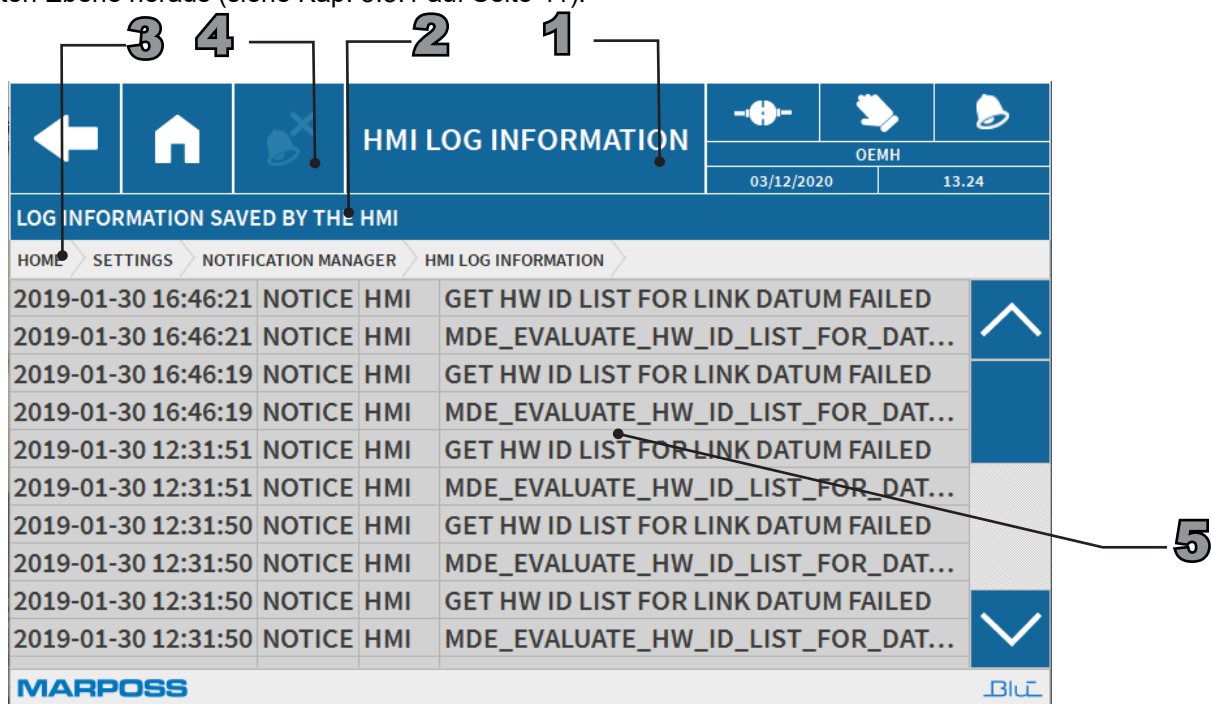 auf Seite
3 4 2 1
HMI LOG INFORMATION
OEMH
03/12/2020 13.24
LOG INFORMATION SAVED BY THE HMI
HOME SETTINGS NOTIFICATION MANAGER HMI LOG INFORMATION
2019-01-30 16:46:21 NOTICE HMI GET HW ID LIST FOR LINK DATUM FAILED
2019-01-30 16:46:21 NOTICE HMI MDE_EVALUATE_HW_ID_LIST_FOR_DAT...
2019-01-30 16:46:19 NOTICE HMI GET HW ID LIST FOR LINK DATUM FAILED
2019-01-30 16:46:19 NOTICE HMI MDE_EVALUATE_HW_ID_LIST_FOR_DAT...
2019-01-30 12:31:51 NOTICE HMI GET HW ID LIST FOR LINK DATUM FAILED
2019-01-30 12:31:51 NOTICE HMI MDE_EVALUATE_HW_ID_LIST_FOR_DAT...
2019-01-30 12:31:50 NOTICE HMI GET HW ID LIST FOR LINK DATUM FAILED
2019-01-30 12:31:50 NOTICE HMI MDE_EVALUATE_HW_ID_LIST_FOR_DAT...
2019-01-30 12:31:50 NOTICE HMI GET HW ID LIST FOR LINK DATUM FAILED
2019-01-30 12:31:50 NOTICE HMI MDE_EVALUATE_HW_ID_LIST_FOR_DAT...
5
MARPOSS Blú